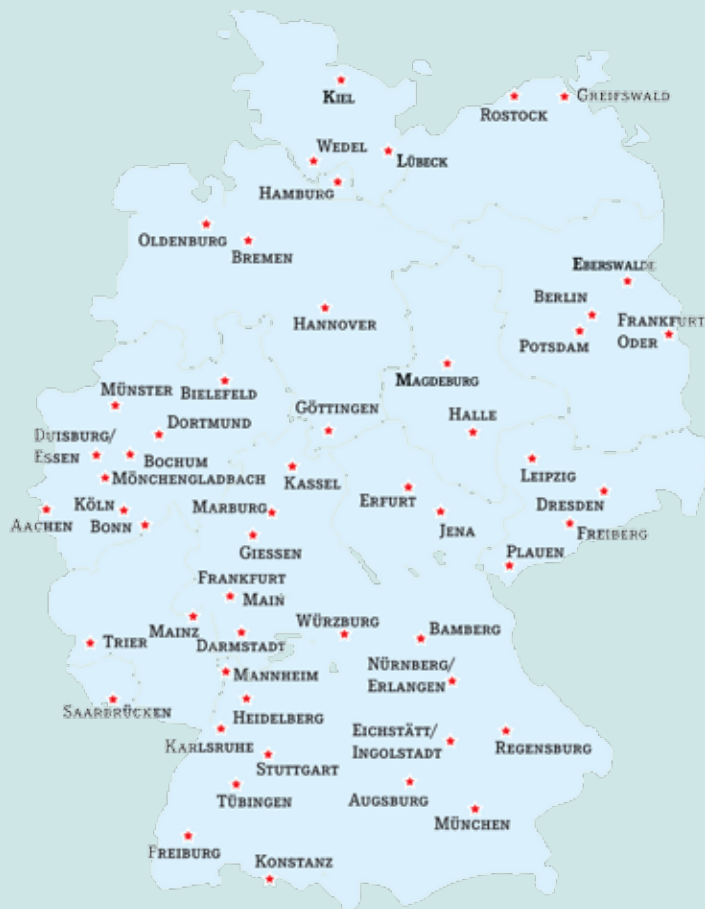 Kiel
Greifswald
Rostock
Wedel
Lübeck
Hamburg
Oldenburg
Bremen
Eberswalde
Berlin
Hannover
Frankfurt
Oder
Potsdam
Magdeburg
Münster
Bielefeld
Göttingen
Halle
Dortmund
Duisburg/
Essen
Bochum
Mönchengladbach
Kassel
Leipzig
Erfurt
Dresden
Köln
Marburg
Aachen
Bonn
Jena
Freiberg
Giessen
Plauen
Frankfurt
Main
Würzburg
Mainz
Bamberg
Trier
Darmstadt
Nürnberg/
Erlangen
Mannheim
Saarbrücken
Heidelberg
Eichstätt/
Ingolstadt
Karlsruhe
Regensburg
Stuttgart
Tübingen
Augsburg
München
Freiburg
Konstanz